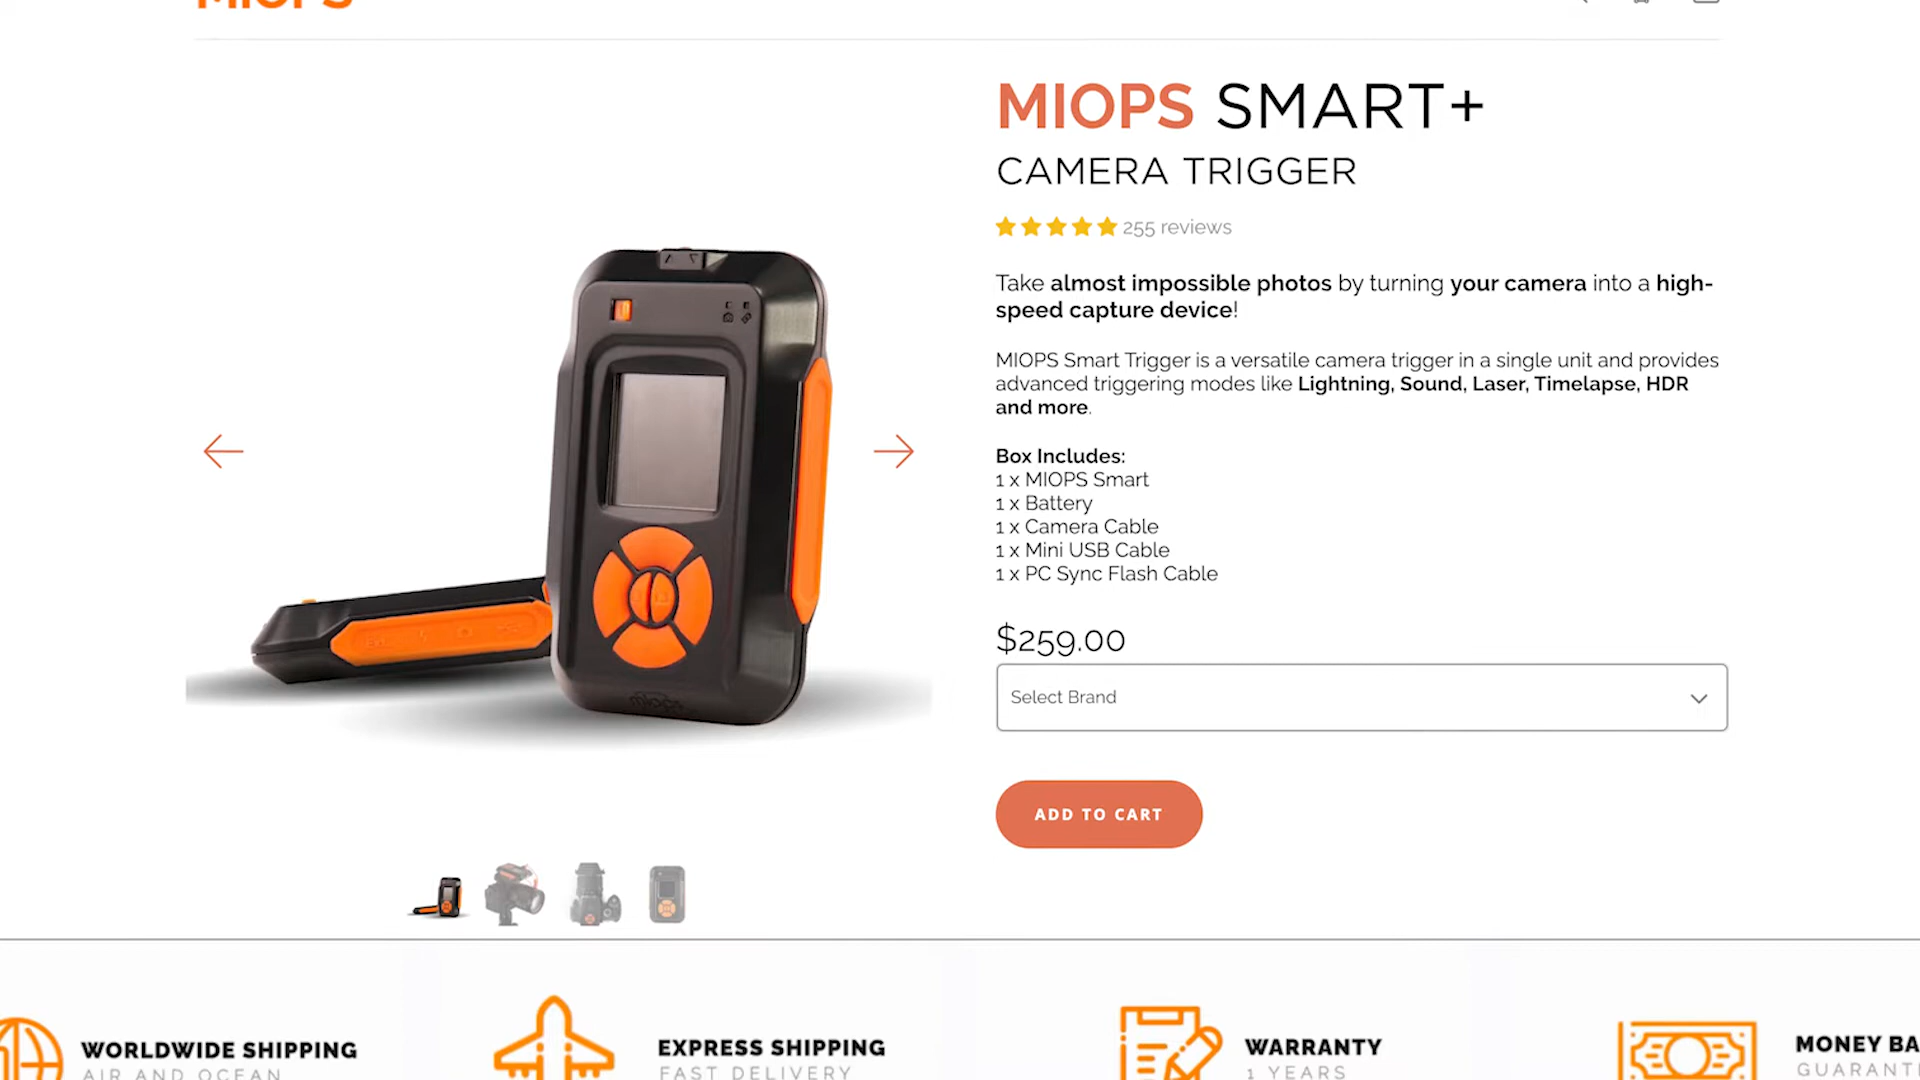 MIOPS
MIOPS SMART+
CAMERA TRIGGER
255 reviews
Take almost impossible photos by turning your camera into a high-
speed capture device!
MIOPS Smart Trigger is a versatile camera trigger in a single unit and provides
advanced triggering modes like Lightning, Sound, Laser, Timelapse, HDR
and more.
Box Includes:
1 x MIOPS Smart
1 x Battery
1 x Camera Cable
1 x Mini USB Cable
1 x PC Sync Flash Cable
$259.00
Select Brand
ADD TO CART
WORLDWIDE SHIPPING
AIR AND OCEAN
EXPRESS SHIPPING
FAST DELIVERY
WARRANTY
1 YEARS
MONEY BA
GUARANT